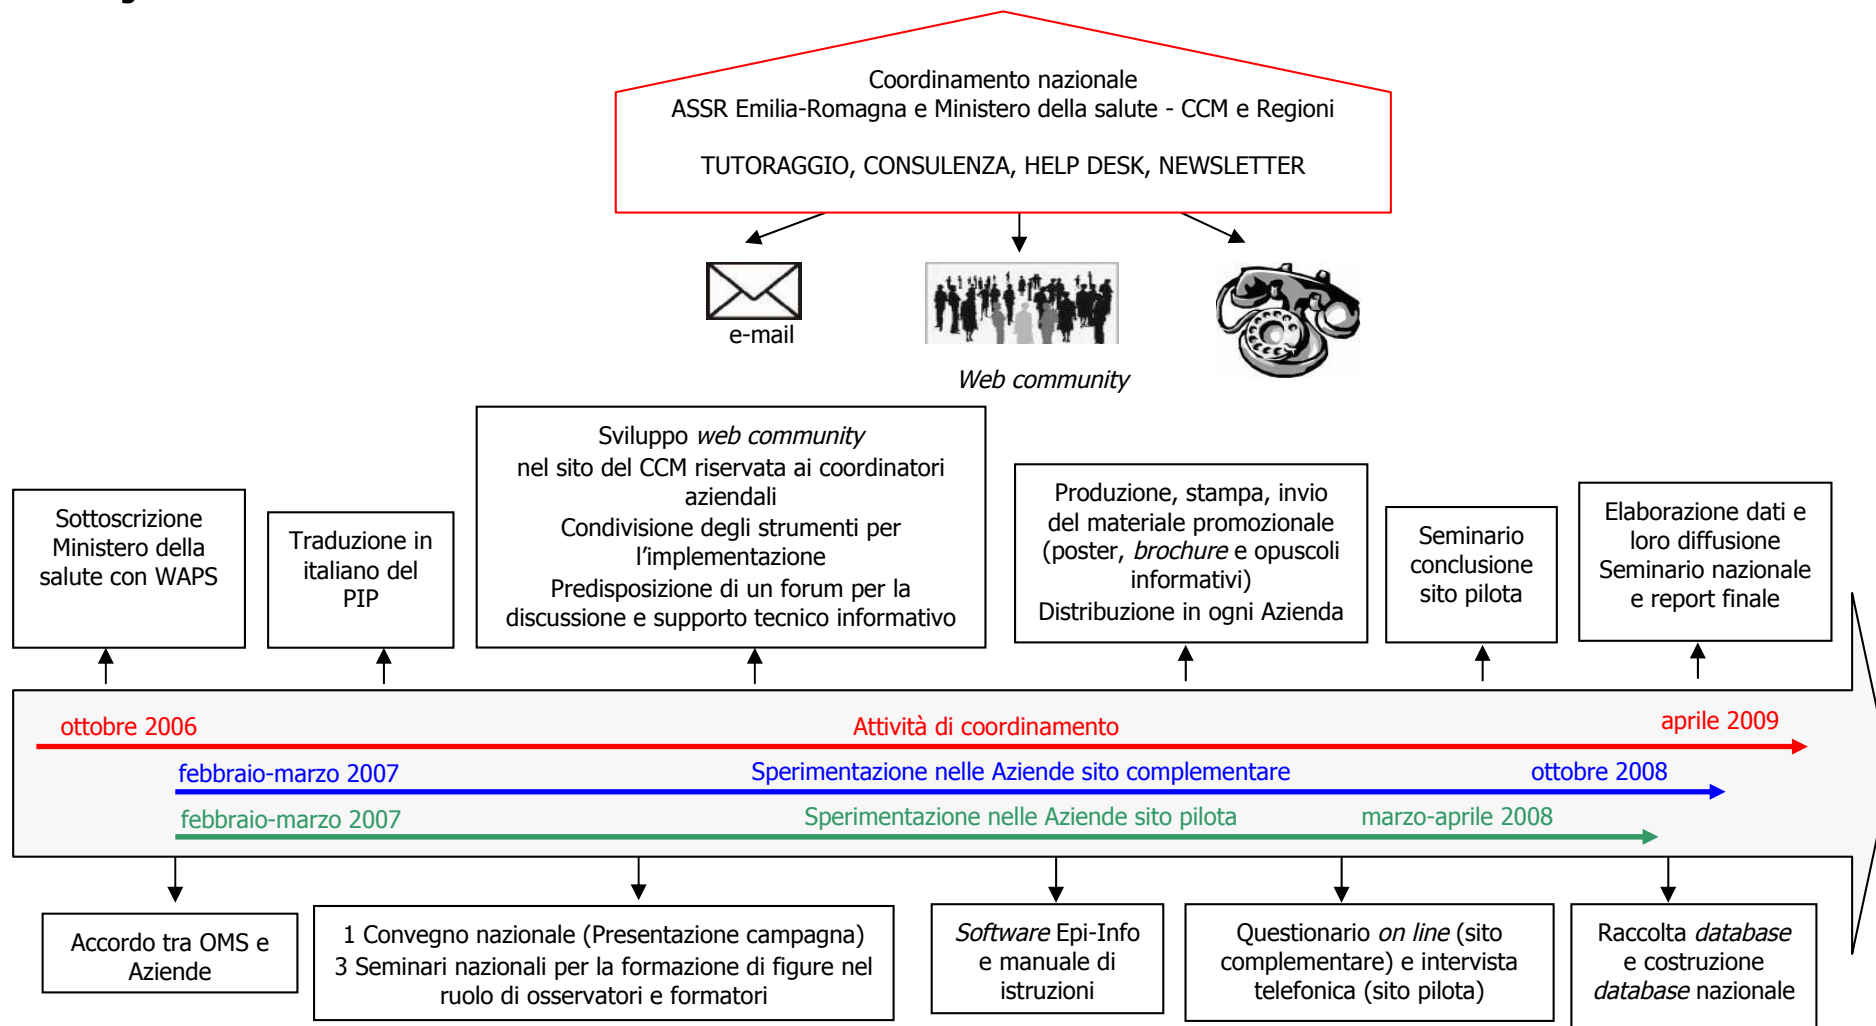 Coordinamento nazionale
ASSR Emilia-Romagna e Ministero della salute - CCM e Regioni
TUTORAGGIO, CONSULENZA, HELP DESK, NEWSLETTER
e-mail
Web community
Sottoscrizione
Ministero della
salute con WAPS
Traduzione in
italiano del
PIP
Sviluppo web community
nel sito del CCM riservata ai coordinatori
aziendali
Condivisione degli strumenti per
l'implementazione
Predisposizione di un forum per la
discussione e supporto tecnico informativo
Produzione, stampa, invio
del materiale promozionale
(poster, brochure e opuscoli
informativi)
Distribuzione in ogni Azienda
Seminario
conclusione
sito pilota
Elaborazione dati e
loro diffusione
Seminario nazionale
e report finale
ottobre 2006 Attività di coordinamento aprile 2009
febbraio-marzo 2007 Sperimentazione nelle Aziende sito complementare ottobre 2008
febbraio-marzo 2007 Sperimentazione nelle Aziende sito pilota marzo-aprile 2008
Accordo tra OMS e
Aziende
1 Convegno nazionale (Presentazione campagna)
3 Seminari nazionali per la formazione di figure nel
ruolo di osservatori e formatori
Software Epi-Info
e manuale di
istruzioni
Questionario on line (sito
complementare) e intervista
telefonica (sito pilota)
Raccolta database
e costruzione
database nazionale